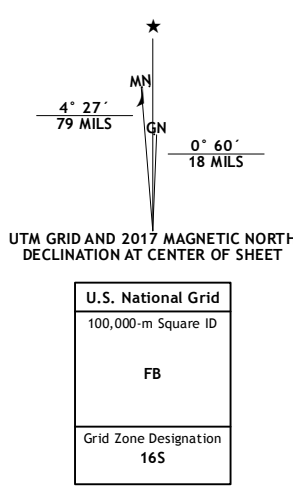 ★
MN
4° 27´
79 MILS
GN
0° 60´
18 MILS
UTM GRID AND 2017 MAGNETIC NORTH
DECLINATION AT CENTER OF SHEET
U.S. National Grid
100,000-m Square ID
FB
Grid Zone Designation
16S